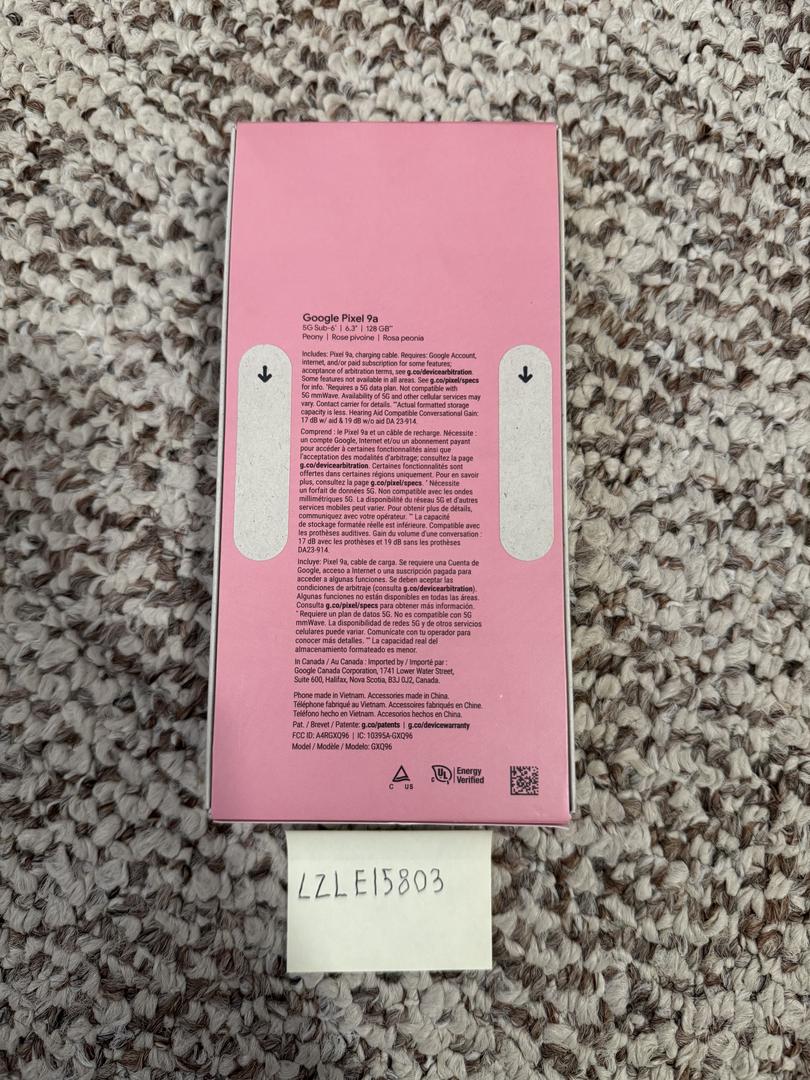 Google Pixel 9a
5G Sub-6* | 6.3" | 128 GB**
Peony | Rose pivoine | Rosa peonia
Includes: Pixel 9a, charging cable. Requires: Google Account,
internet, and/or paid subscription for some features;
acceptance of arbitration terms, see g.co/devicearbitration.
Some features not available in all areas. See g.co/pixel/specs
for info. *Requires a 5G data plan. Not compatible with
5G mmWave. Availability of 5G and other cellular services may
vary. Contact carrier for details. **Actual formatted storage
capacity is less. Hearing Aid Compatible Conversational Gain:
17 dB w/ aid & 19 dB w/o aid DA 23-914.
Comprend : le Pixel 9a et un câble de recharge. Nécessite :
un compte Google, Internet et/ou un abonnement payant
pour accéder à certaines fonctionnalités ainsi que
l'acceptation des modalités d'arbitrage; consultez la page
g.co/devicearbitration. Certaines fonctionnalités sont
offertes dans certaines régions uniquement. Pour en savoir
plus, consultez la page g.co/pixel/specs. * Nécessite
un forfait de données 5G. Non compatible avec les ondes
millimétriques 5G. La disponibilité du réseau 5G et d'autres
services mobiles peut varier. Pour obtenir plus de détails,
communiquez avec votre opérateur. ** La capacité
de stockage formatée réelle est inférieure. Compatible avec
les prothèses auditives. Gain du volume d'une conversation :
17 dB avec les prothèses et 19 dB sans les prothèses
DA23-914.
Incluye: Pixel 9a, cable de carga. Se requiere una Cuenta de
Google, acceso a Internet o una suscripción pagada para
acceder a algunas funciones. Se deben aceptar las
condiciones de arbitraje (consulta g.co/devicearbitration).
Algunas funciones no están disponibles en todas las áreas.
Consulta g.co/pixel/specs para obtener más información.
* Requiere un plan de datos 5G. No es compatible con 5G
mmWave. La disponibilidad de redes 5G y de otros servicios
celulares puede variar. Comunícate con tu operador para
conocer más detalles. ** La capacidad real del
almacenamiento formateado es menor.
In Canada / Au Canada : Imported by / Importé par :
Google Canada Corporation, 1741 Lower Water Street,
Suite 600, Halifax, Nova Scotia, B3J 0J2, Canada.
Phone made in Vietnam. Accessories made in China.
Téléphone fabriqué au Vietnam. Accessoires fabriqués en Chine.
Teléfono hecho en Vietnam. Accesorios hechos en China.
Pat. / Brevet / Patente: g.co/patents | g.co/devicewarranty
FCC ID: A4RGXQ96 | IC: 10395A-GXQ96
Model / Modèle / Modelo: GXQ96
C US
C UL Energy
Verified
LZLE15803